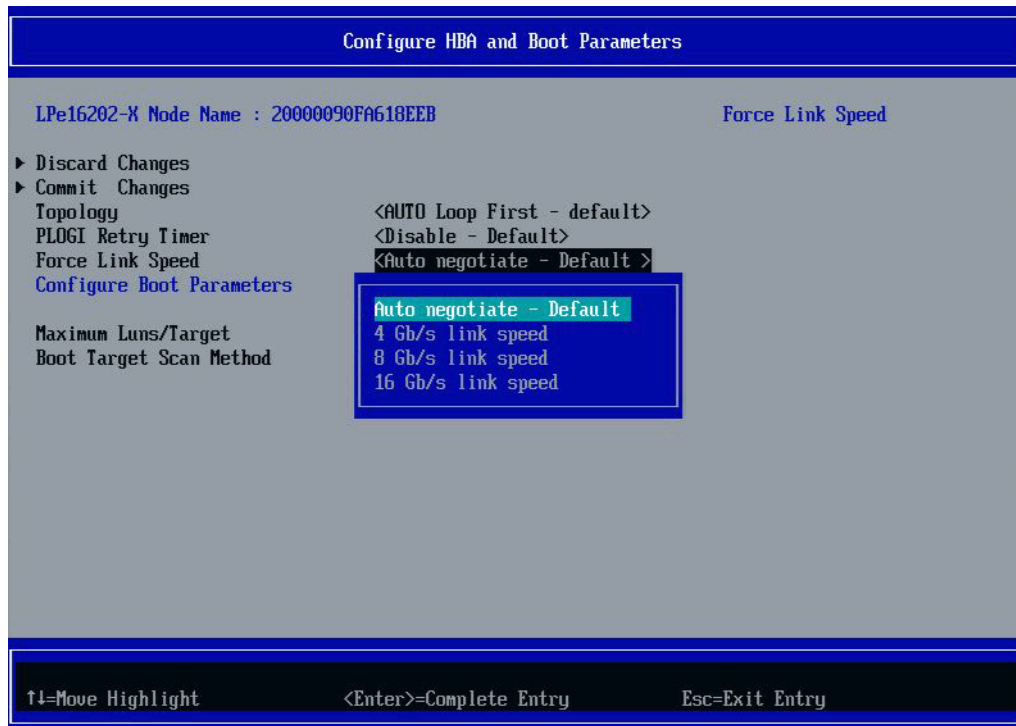 Configure HBA and Boot Parameters
LPe16202-X Node Name : 20000090FA618EEB Force Link Speed
Discard Changes
Commit Changes
Topology <AUTO Loop First - default>
PLOGI Retry Timer <Disable - Default>
Force Link Speed <Auto negotiate - Default >
Configure Boot Parameters
Auto negotiate - Default
Maximum Luns/Target 4 Gb/s link speed
Boot Target Scan Method 8 Gb/s link speed
16 Gb/s link speed
↑↓=Move Highlight <Enter>=Complete Entry Esc=Exit Entry